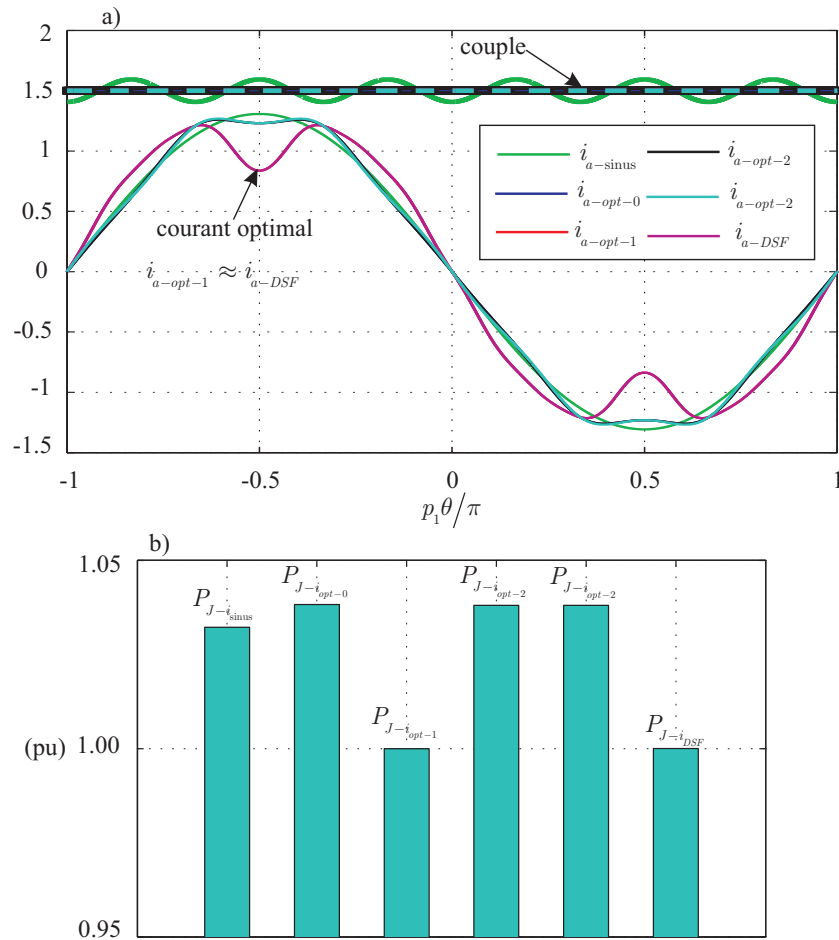 a)
2
1.5
1
0.5
0
-0.5
-1
-1.5
couple
courant optimal
i_{a-opt-1} ≈ i_{a-DSF}
i_{a-sinus}
i_{a-opt-0}
i_{a-opt-1}
i_{a-opt-2}
i_{a-opt-2}
i_{a-DSF}
-1
-0.5
0
0.5
1
p_1θ/π
b)
1.05
(pu)
1.00
0.95
P_{J-i_{sinus}}
P_{J-i_{opt-0}}
P_{J-i_{opt-1}}
P_{J-i_{opt-2}}
P_{J-i_{opt-2}}
P_{J-i_{DSF}}